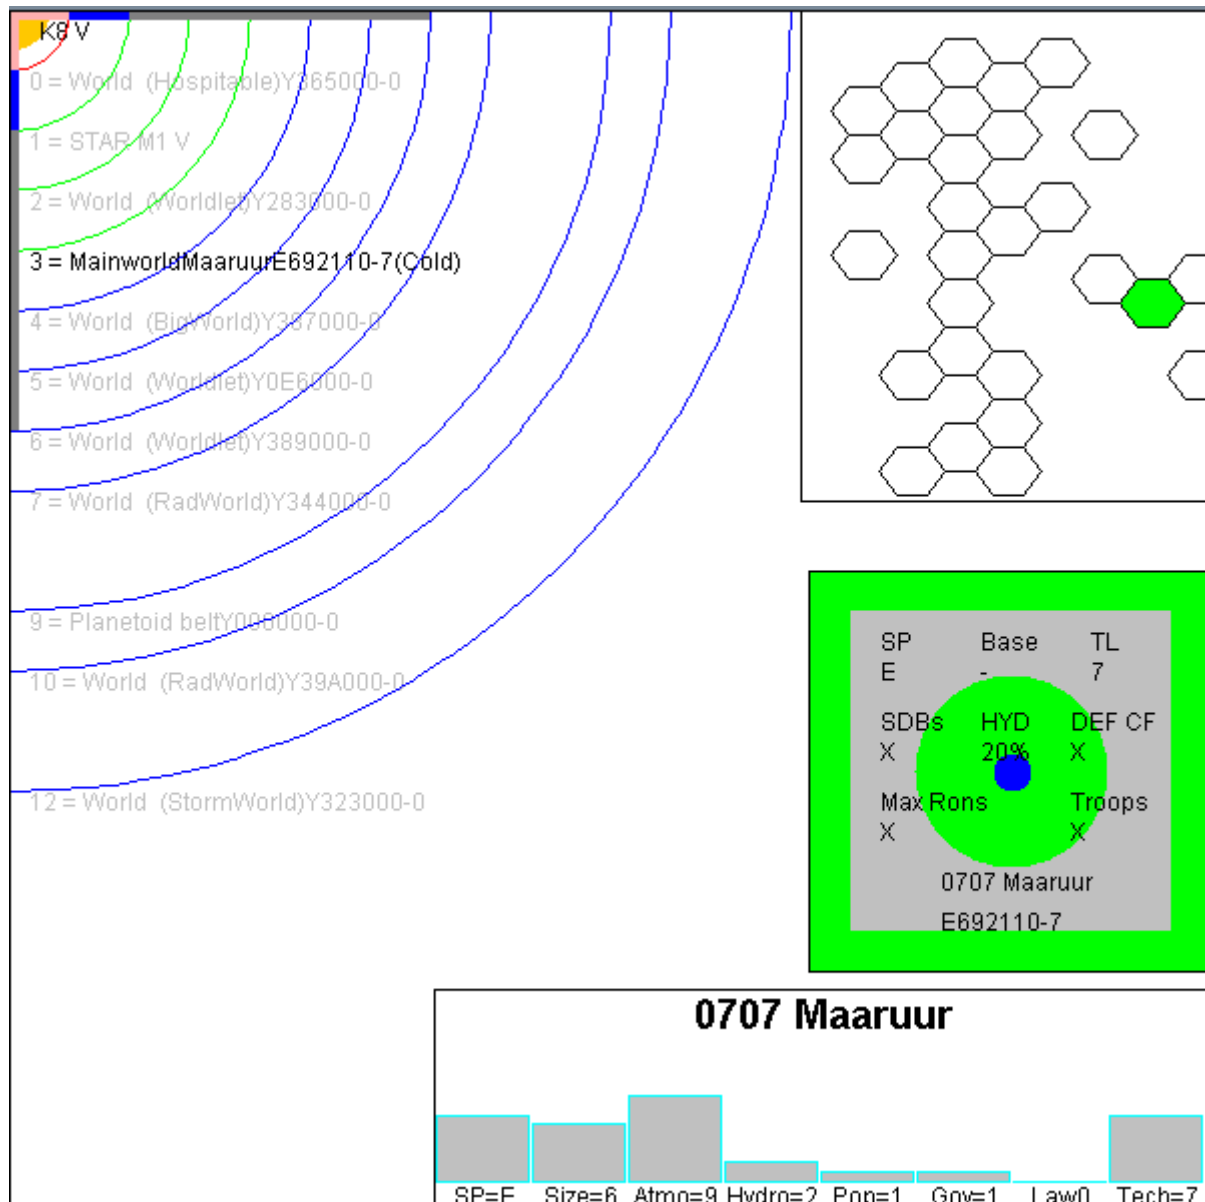 K8 V
0 = World (Hospitable)Y365000-0
1 = STAR M1 V
2 = World (Worldlet)Y283000-0
3 = MainworldMaaruurE692110-7(Cold)
4 = World (BigWorld)Y387000-0
5 = World (Worldlet)Y0E6000-0
6 = World (Worldlet)Y389000-0
7 = World (RadWorld)Y344000-0
9 = Planetoid beltY000000-0
10 = World (RadWorld)Y39A000-0
12 = World (StormWorld)Y323000-0
SP Base TL
E - 7
SDBs HYD DEF CF
X 20% X
Max Rons Troops
X X
0707 Maaruur
E692110-7
0707 Maaruur
SP=E Size=6 Atmo=9 Hydro=2 Pop=1 Gov=1 Law0 Tech=7